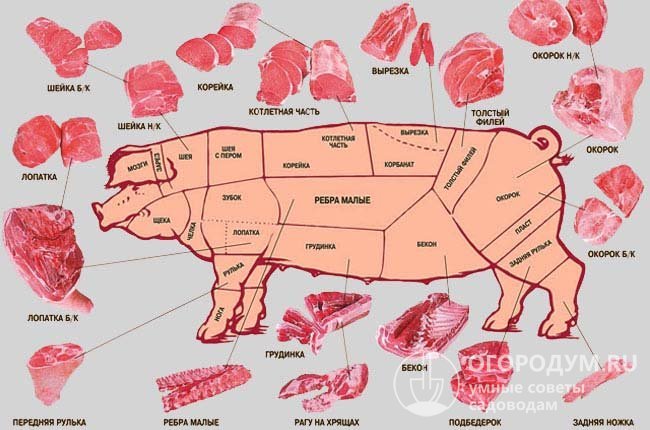 ШЕЙКА Б/К
КОРЕЙКА
ШЕЙКА Н/К
КОТЛЕТНАЯ ЧАСТЬ
ВЫРЕЗКА
ТОЛСТЫЙ
ФИЛЕЙ
ОКОРОК Н/К
ОКОРОК
ЛОПАТКА
МОЗГИ
ЗАРЕЗ
ШЕЯ
ШЕЯ
С ПЕРОМ
КОРЕЙКА
КОТЛЕТНАЯ
ЧАСТЬ
ВЫРЕЗКА
КОРБАНАТ
ТОЛСТЫЙ ФИЛЕЙ
ОКОРОК
ЩЕКА
ЧЕЛКА
ЗУБОК
ЛОПАТКА
РЕБРА МАЛЫЕ
ГРУДИНКА
БЕКОН
ПЛАСТ
ЗАДНЯЯ РУЛЬКА
РУЛЬКА
НОГА
ОКОРОК Б/К
ЛОПАТКА Б/К
ГРУДИНКА
БЕКОН
ОГОРОДУМ.RU
умные советы
садоводам
ПЕРЕДНЯЯ РУЛЬКА
РЕБРА МАЛЫЕ
РАГУ НА ХРЯЩАХ
ПОДБЕДЕРОК
ЗАДНЯЯ НОЖКА